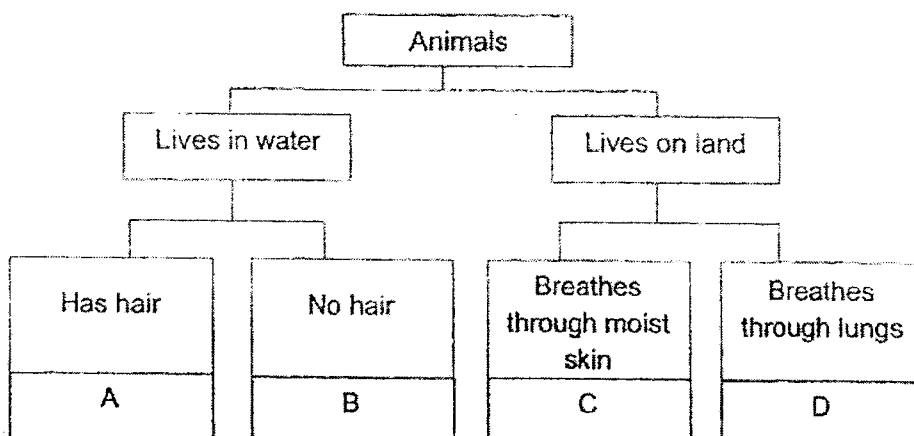 Animals
Lives in water
Lives on land
Has hair
No hair
Breathes
through moist
skin
Breathes
through lungs
A
B
C
D